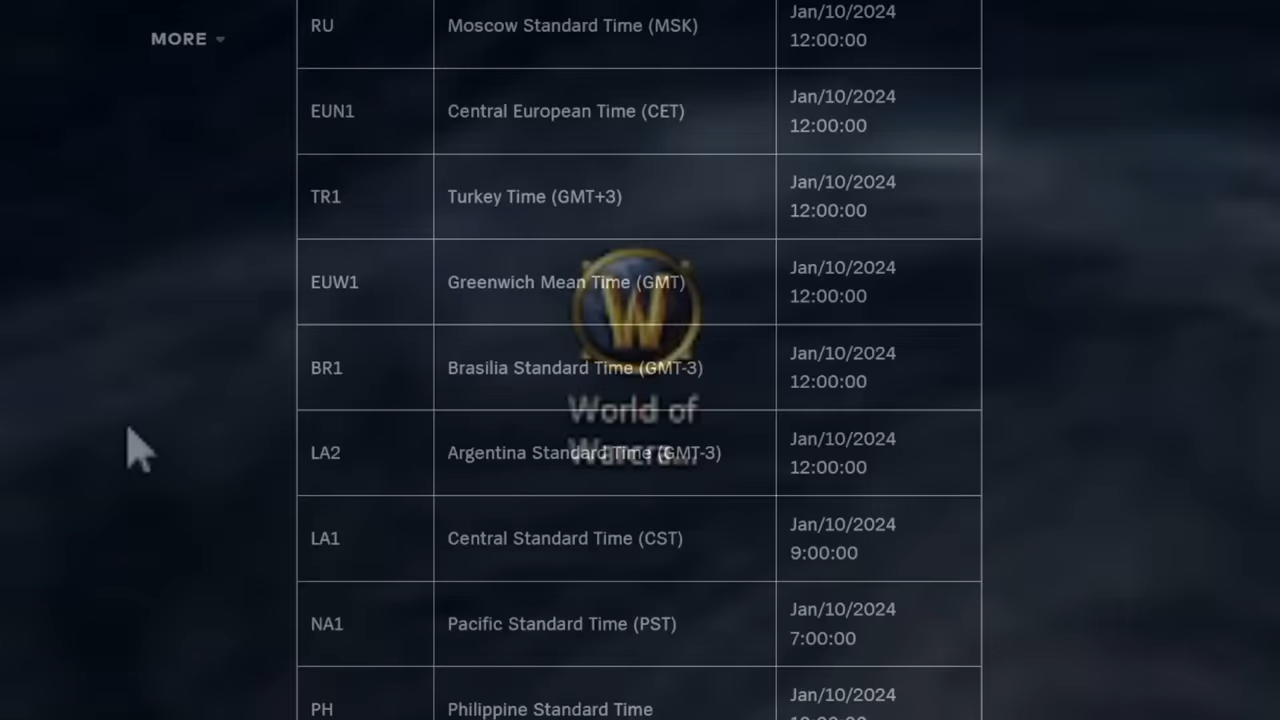 MORE
RU Moscow Standard Time (MSK) Jan/10/2024
12:00:00
EUN1 Central European Time (CET) Jan/10/2024
12:00:00
TR1 Turkey Time (GMT+3) Jan/10/2024
12:00:00
EUW1 Greenwich Mean Time (GMT) Jan/10/2024
12:00:00
BR1 Brasilia Standard Time (GMT-3) Jan/10/2024
12:00:00
World of
LA2 Argentina Standard Time (GMT-3) Jan/10/2024
12:00:00
LA1 Central Standard Time (CST) Jan/10/2024
9:00:00
NA1 Pacific Standard Time (PST) Jan/10/2024
7:00:00
PH Philippine Standard Time Jan/10/2024